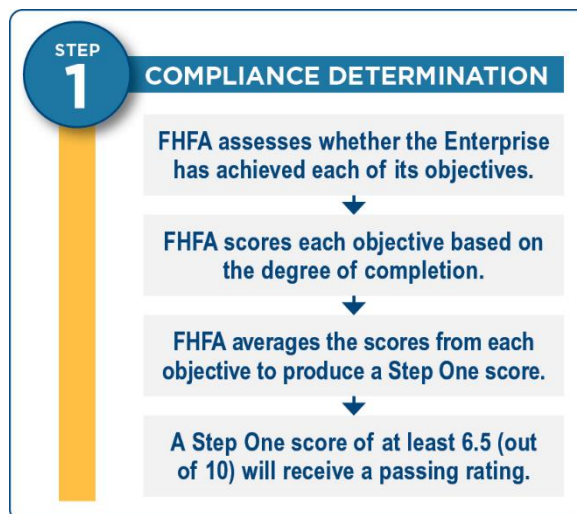 STEP
1
COMPLIANCE DETERMINATION
FHFA assesses whether the Enterprise
has achieved each of its objectives.
FHFA scores each objective based on
the degree of completion.
FHFA averages the scores from each
objective to produce a Step One score.
A Step One score of at least 6.5 (out
of 10) will receive a passing rating.